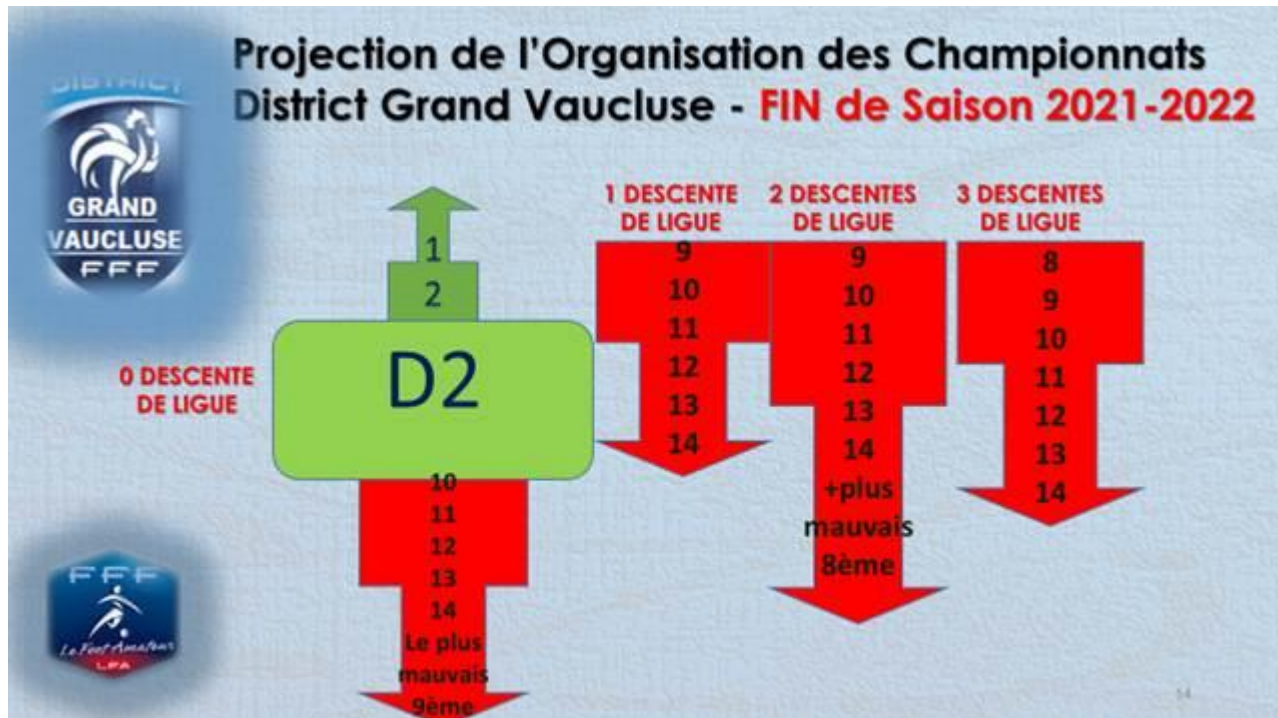 Projection de l'Organisation des Championnats
District Grand Vaucluse - FIN de Saison 2021-2022
DISTRICT
GRAND
VAUCLUSE
FFF
1
2
D2
0 DESCENTE
DE LIGUE
10
11
12
13
14
Le plus
mauvais
9ème
1 DESCENTE
DE LIGUE
9
10
11
12
13
14
2 DESCENTES
DE LIGUE
9
10
11
12
13
14
+plus
mauvais
8ème
3 DESCENTES
DE LIGUE
8
9
10
11
12
13
14
FFF
Le Foot Amateur
LFA
14